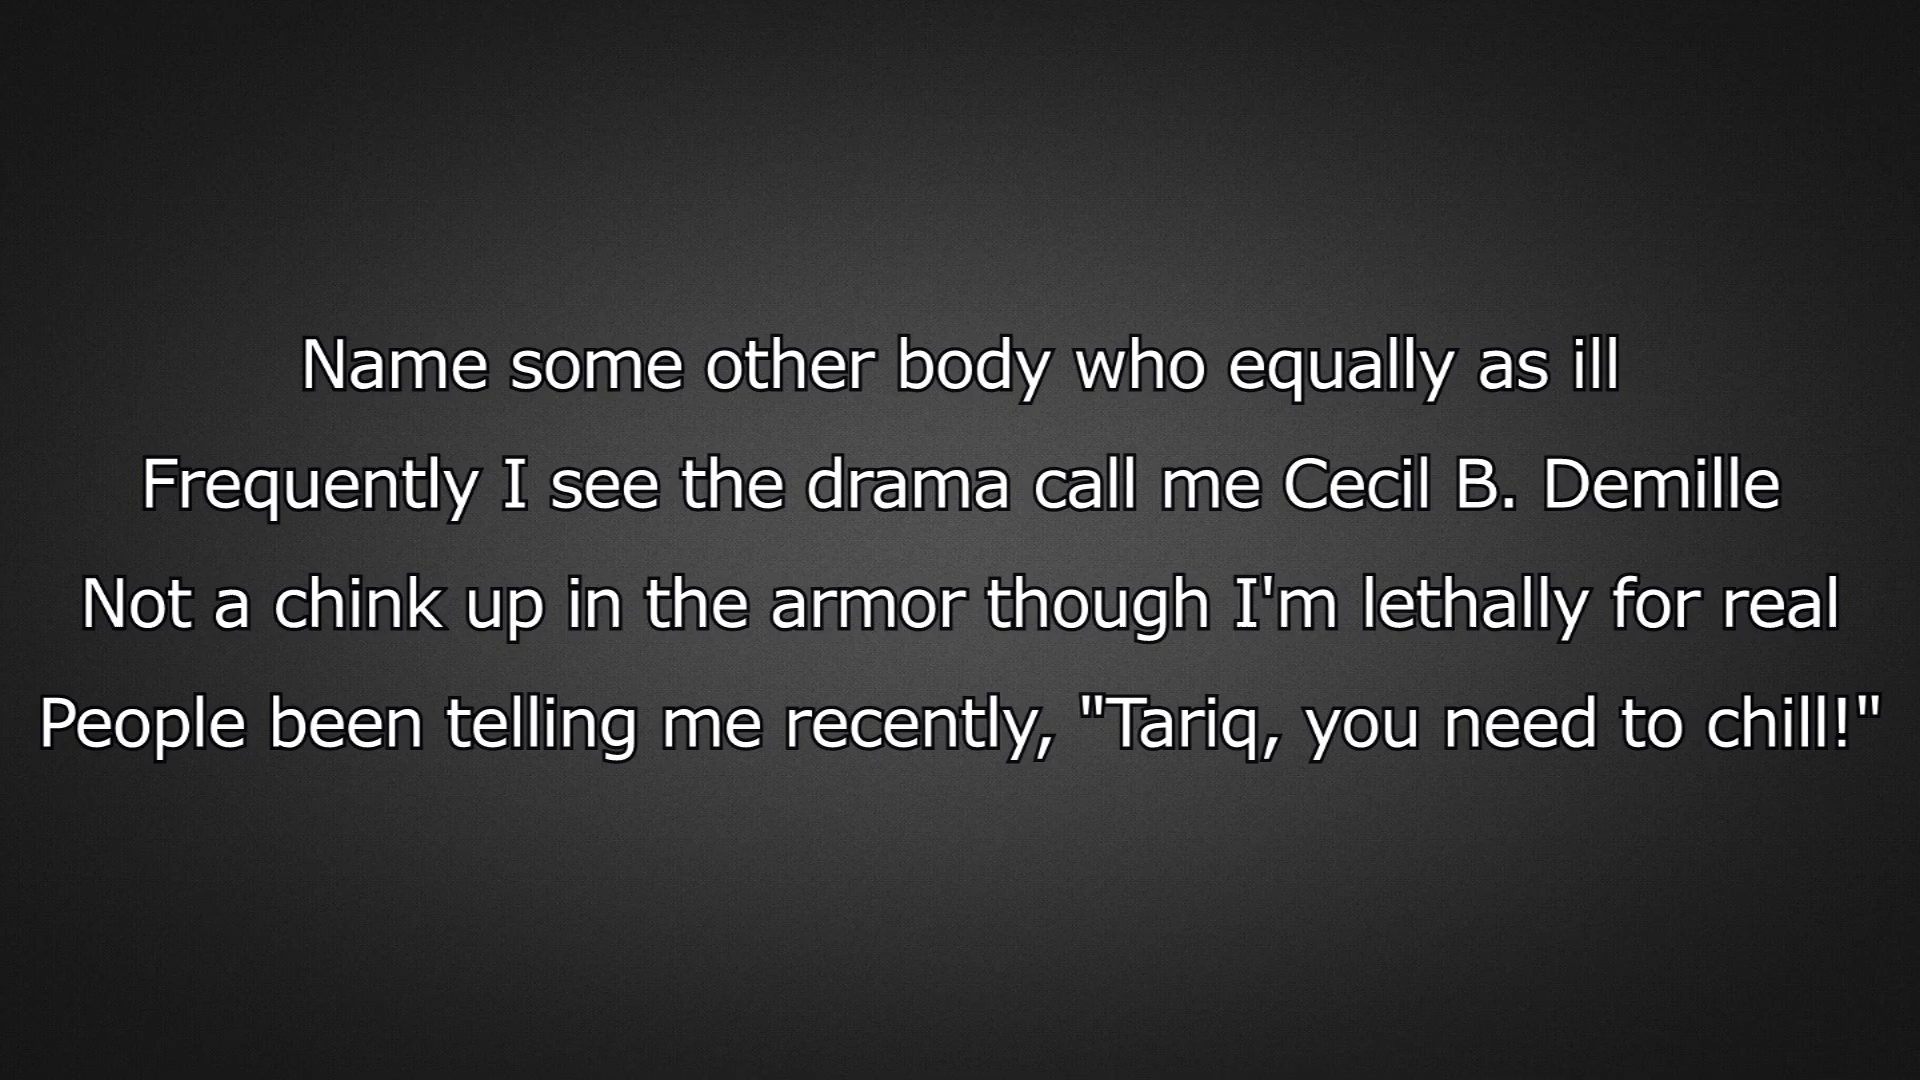 Name some other body who equally as ill
Frequently I see the drama call me Cecil B. Demille
Not a chink up in the armor though I'm lethally for real
People been telling me recently, "Tariq, you need to chill!"